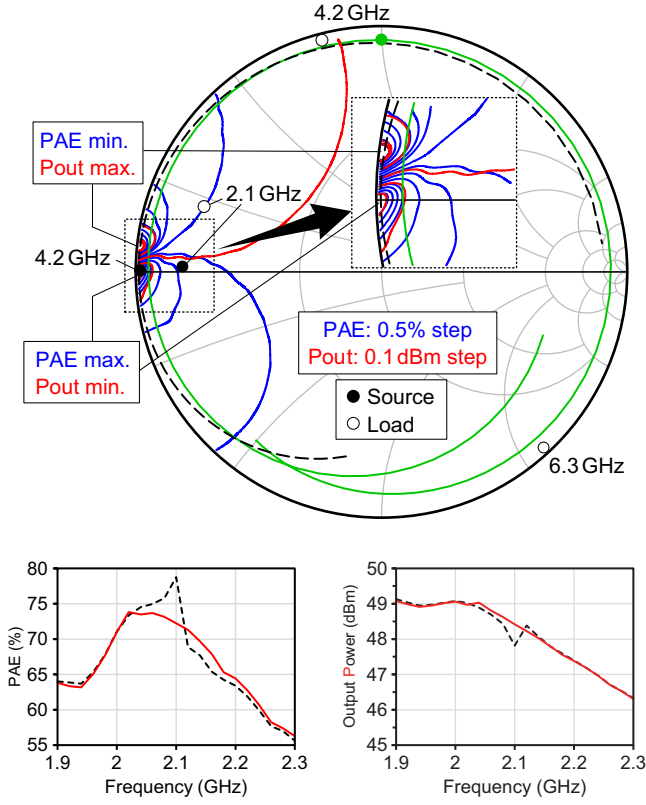 4.2 GHz
PAE min.
Pout max.
2.1 GHz
4.2 GHz
PAE max.
Pout min.
PAE: 0.5% step
Pout: 0.1 dBm step
Source
Load
6.3 GHz
80
75
70
65
60
55
PAE (%)
1.9
2
2.1
2.2
2.3
Frequency (GHz)
50
49
48
47
46
45
Output Power (dBm)
1.9
2
2.1
2.2
2.3
Frequency (GHz)